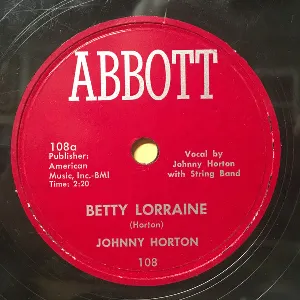 ABBOTT
108a
Publisher:
American
Music, Inc.-BMI
Time: 2:20
Vocal by
Johnny Horton
with String Band
BETTY LORRAINE
(Horton)
JOHNNY HORTON
108